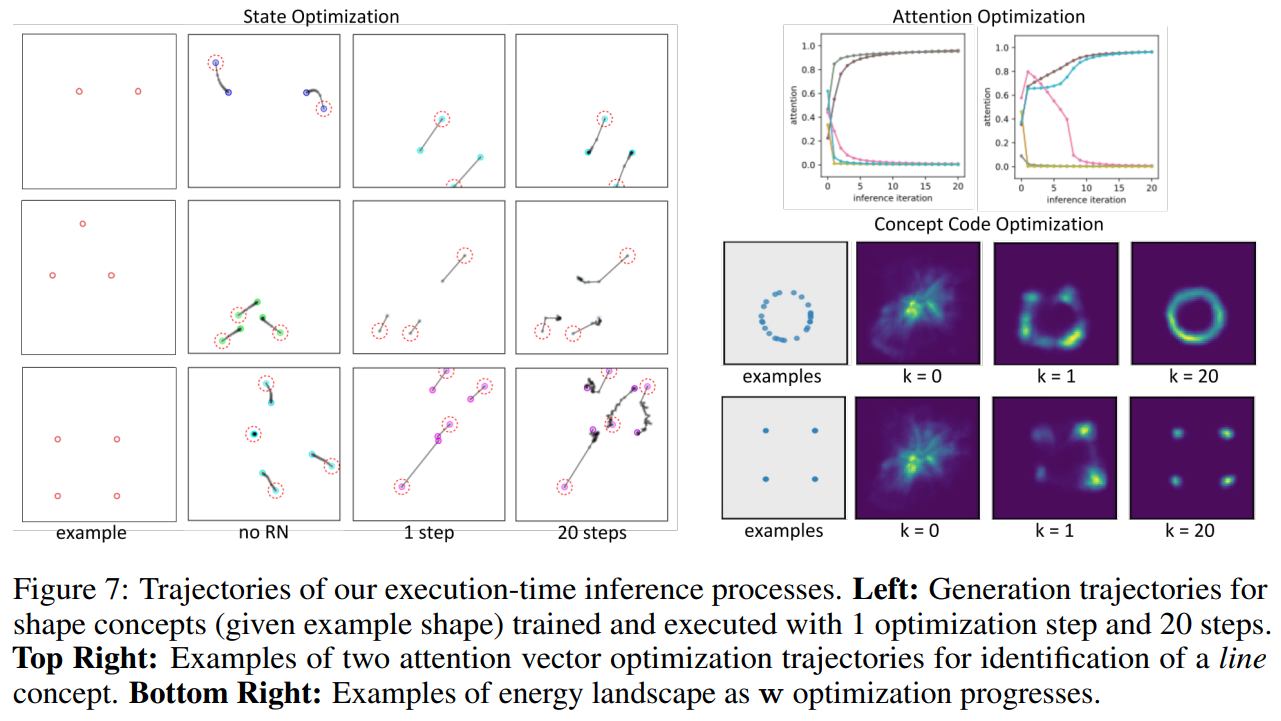 State Optimization
example
no RN
1 step
20 steps
Attention Optimization
attention
1.0
0.8
0.6
0.4
0.2
0.0
0 5 10 15 20
inference iteration
attention
1.0
0.8
0.6
0.4
0.2
0.0
0 5 10 15 20
inference iteration
Concept Code Optimization
examples
k = 0
k = 1
k = 20
examples
k = 0
k = 1
k = 20
Figure 7: Trajectories of our execution-time inference processes. Left: Generation trajectories for
shape concepts (given example shape) trained and executed with 1 optimization step and 20 steps.
Top Right: Examples of two attention vector optimization trajectories for identification of a line
concept. Bottom Right: Examples of energy landscape as w optimization progresses.